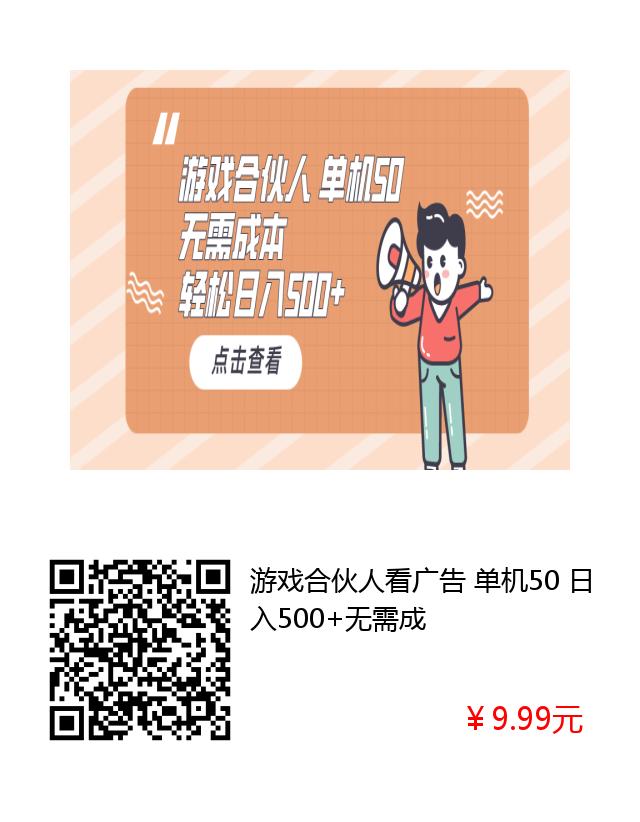 游戏合伙人 单机50
无需成本
轻松日入500+
点击查看
游戏合伙人看广告 单机50 日
入500+无需成
¥9.99元